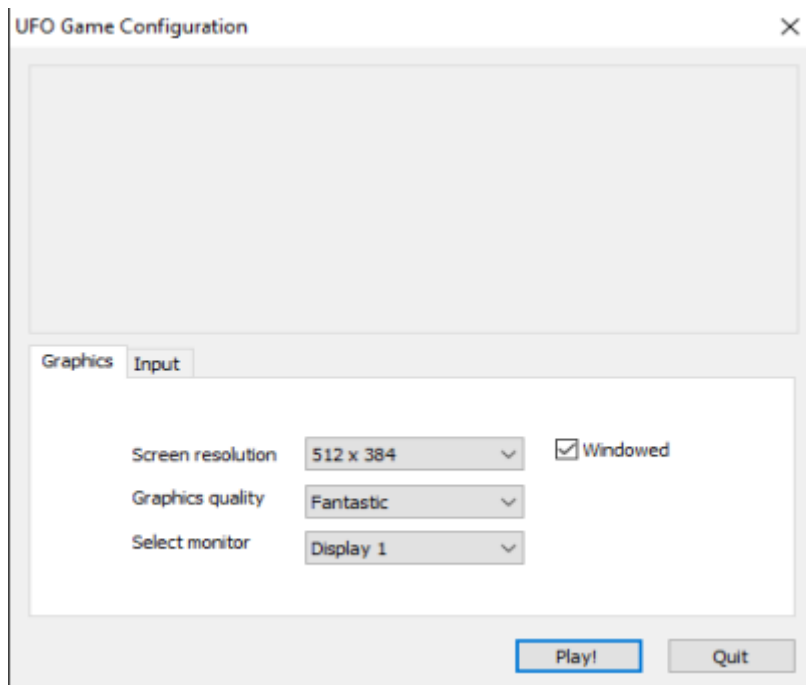 UFO Game Configuration
Graphics Input
Screen resolution 512 x 384 Windowed
Graphics quality Fantastic
Select monitor Display 1
Play! Quit